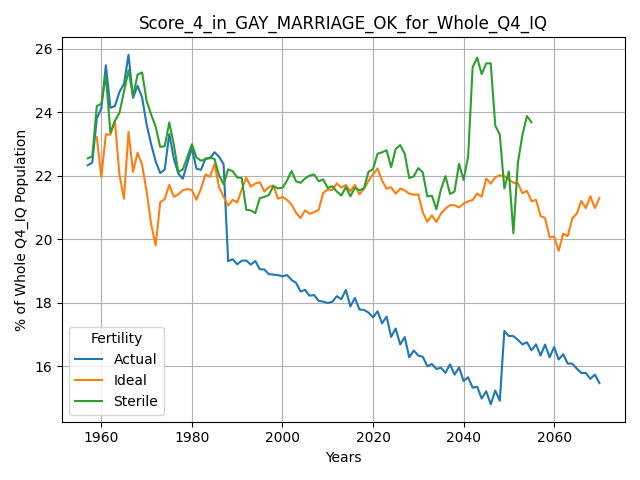 Score_4_in_GAY_MARRIAGE_OK_for_Whole_Q4_IQ
% of Whole Q4_IQ Population
26
24
22
20
18
16
Fertility
Actual
Ideal
Sterile
1960
1980
2000
2020
2040
2060
Years